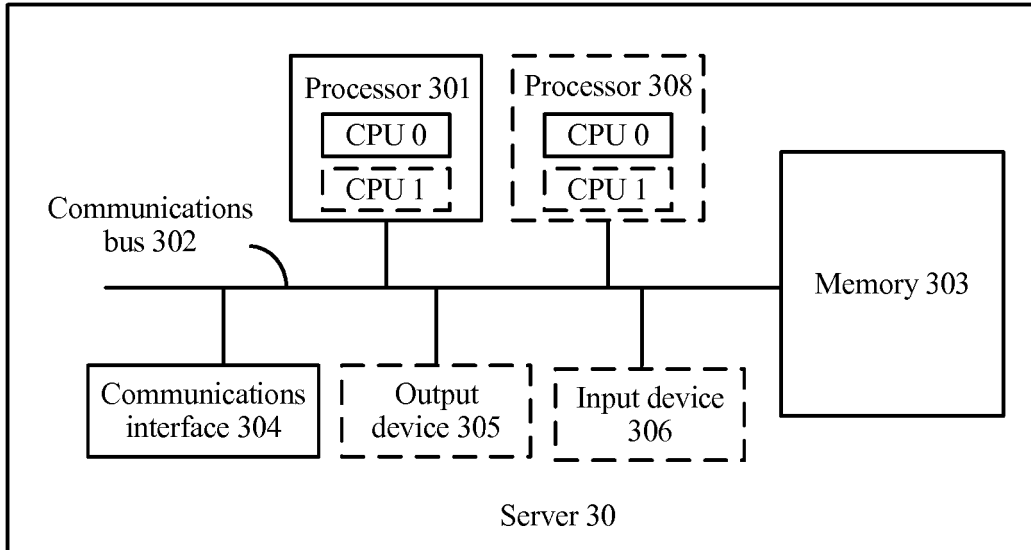 Processor 301
CPU 0
CPU 1
Processor 308
CPU 0
CPU 1
Communications
bus 302
Memory 303
Communications
interface 304
Output
device 305
Input device
306
Server 30